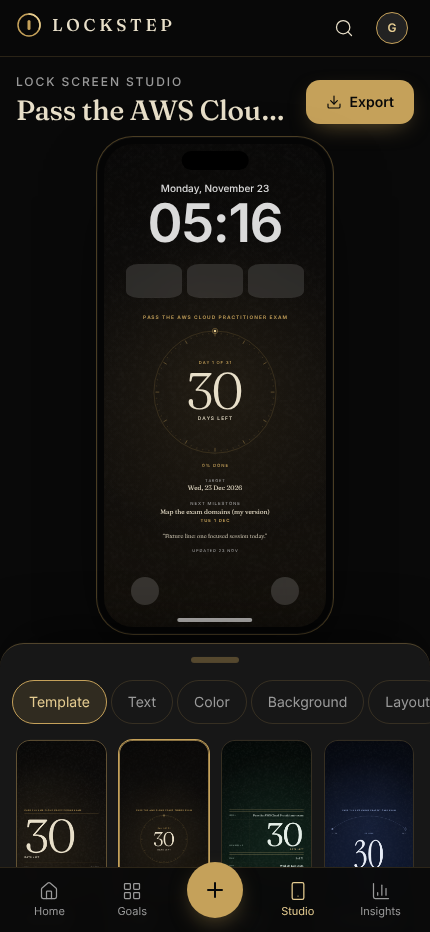 LOCKSTEP
G
LOCK SCREEN STUDIO
Pass the AWS Clou...
Export
Monday, November 23
05:16
PASS THE AWS CLOUD PRACTITIONER EXAM
DAY 1 OF 31
30
DAYS LEFT
0% DONE
TARGET
Wed, 23 Dec 2026
NEXT MILESTONE
Map the exam domains (my version)
TUE 1 DEC
"Future line: one focused session today."
UPDATED 23 NOV
Template
Text
Color
Background
Layout
30
30
30
30
Home
Goals
Studio
Insights